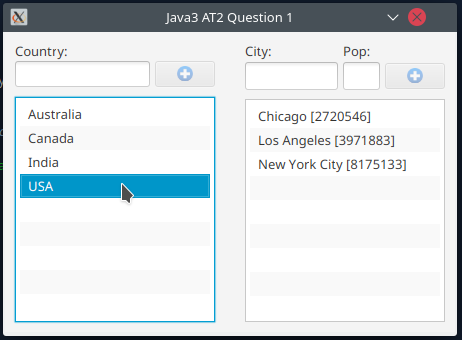 Java3 AT2 Question 1
Country:
City: Pop:
Australia
Canada
India
USA
Chicago [2720546]
Los Angeles [3971883]
New York City [8175133]